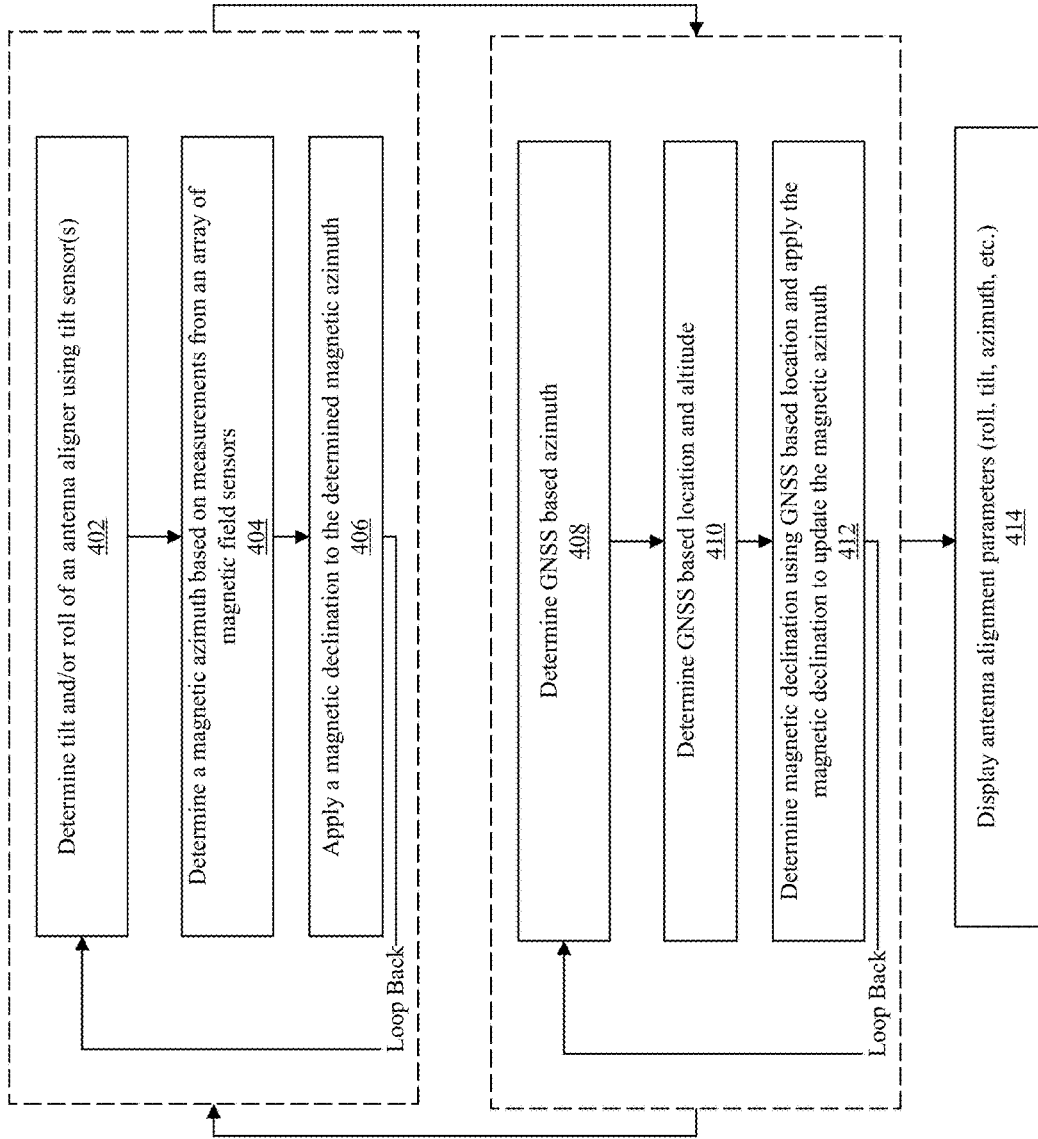 Determine tilt and/or roll of an antenna aligner using tilt sensor(s)
402
Determine a magnetic azimuth based on measurements from an array of
magnetic field sensors
404
Apply a magnetic declination to the determined magnetic azimuth
406
Loop Back
Determine GNSS based azimuth
408
Determine GNSS based location and altitude
410
Determine magnetic declination using GNSS based location and apply the
magnetic declination to update the magnetic azimuth
412
Loop Back
Display antenna alignment parameters (roll, tilt, azimuth, etc.)
414